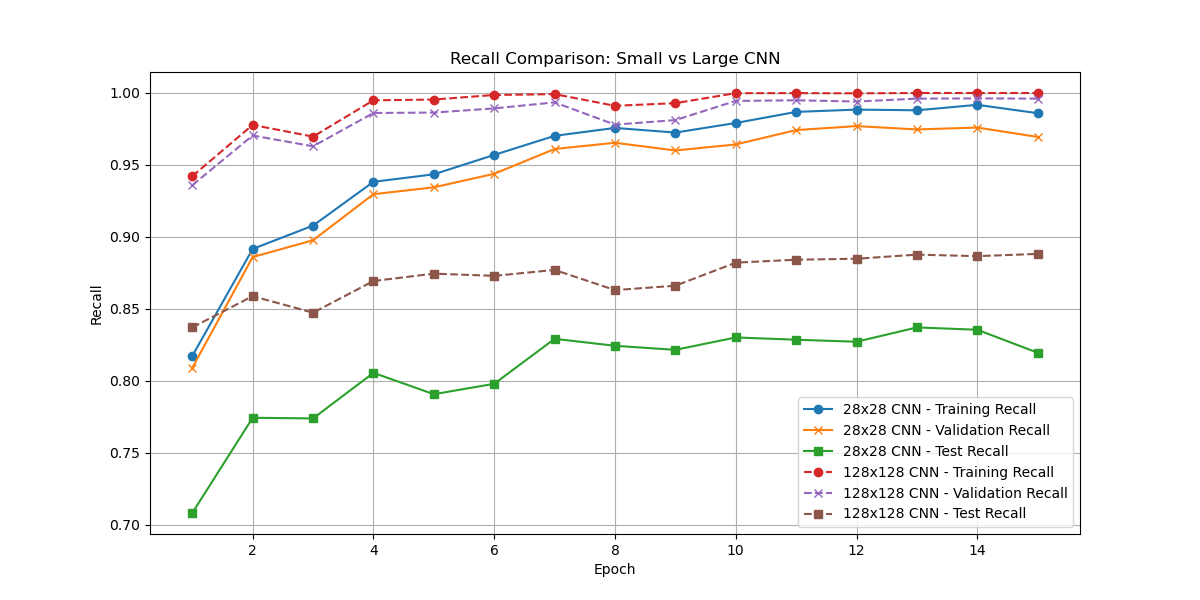 Recall Comparison: Small vs Large CNN
1.00
0.95
0.90
0.85
0.80
0.75
0.70
Recall
28x28 CNN - Training Recall
28x28 CNN - Validation Recall
28x28 CNN - Test Recall
128x128 CNN - Training Recall
128x128 CNN - Validation Recall
128x128 CNN - Test Recall
2 4 6 8 10 12 14
Epoch